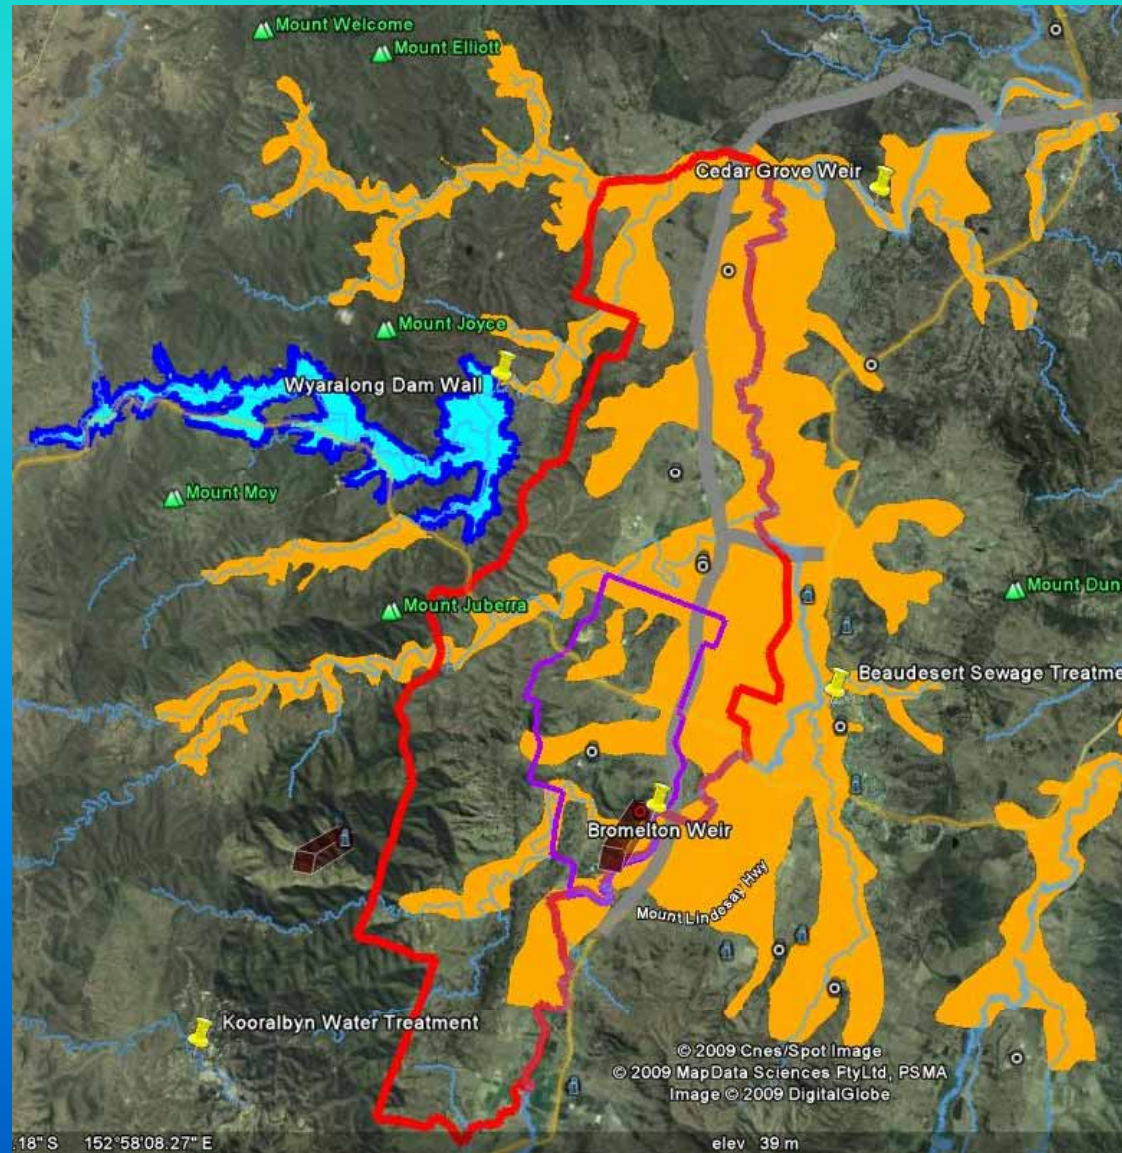 Mount Welcome
Mount Elliott
Cedar Grove Weir
Mount Joyce
Wyaralong Dam Wall
Mount Moy
Mount Dun
Mount Juberra
Beaudesert Sewage Treatme
Bromelton Weir
Mount Lindesay Hwy
Kooralbyn Water Treatment
© 2009 Cnes/Spot Image
© 2009 MapData Sciences PtyLtd, PSMA
Image © 2009 DigitalGlobe
.18" S 152°58'08.27" E elev 39 m